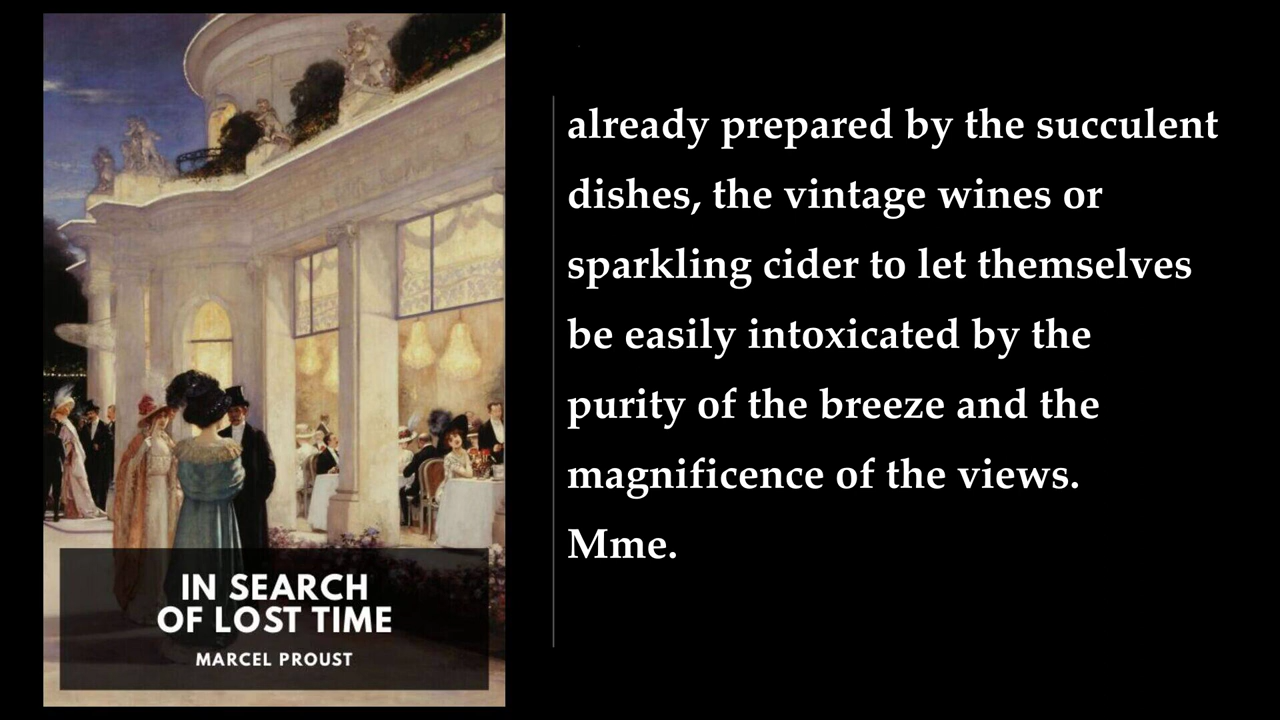 already prepared by the succulent
dishes, the vintage wines or
sparkling cider to let themselves
be easily intoxicated by the
purity of the breeze and the
magnificence of the views.
Mme.
IN SEARCH
OF LOST TIME
MARCEL PROUST